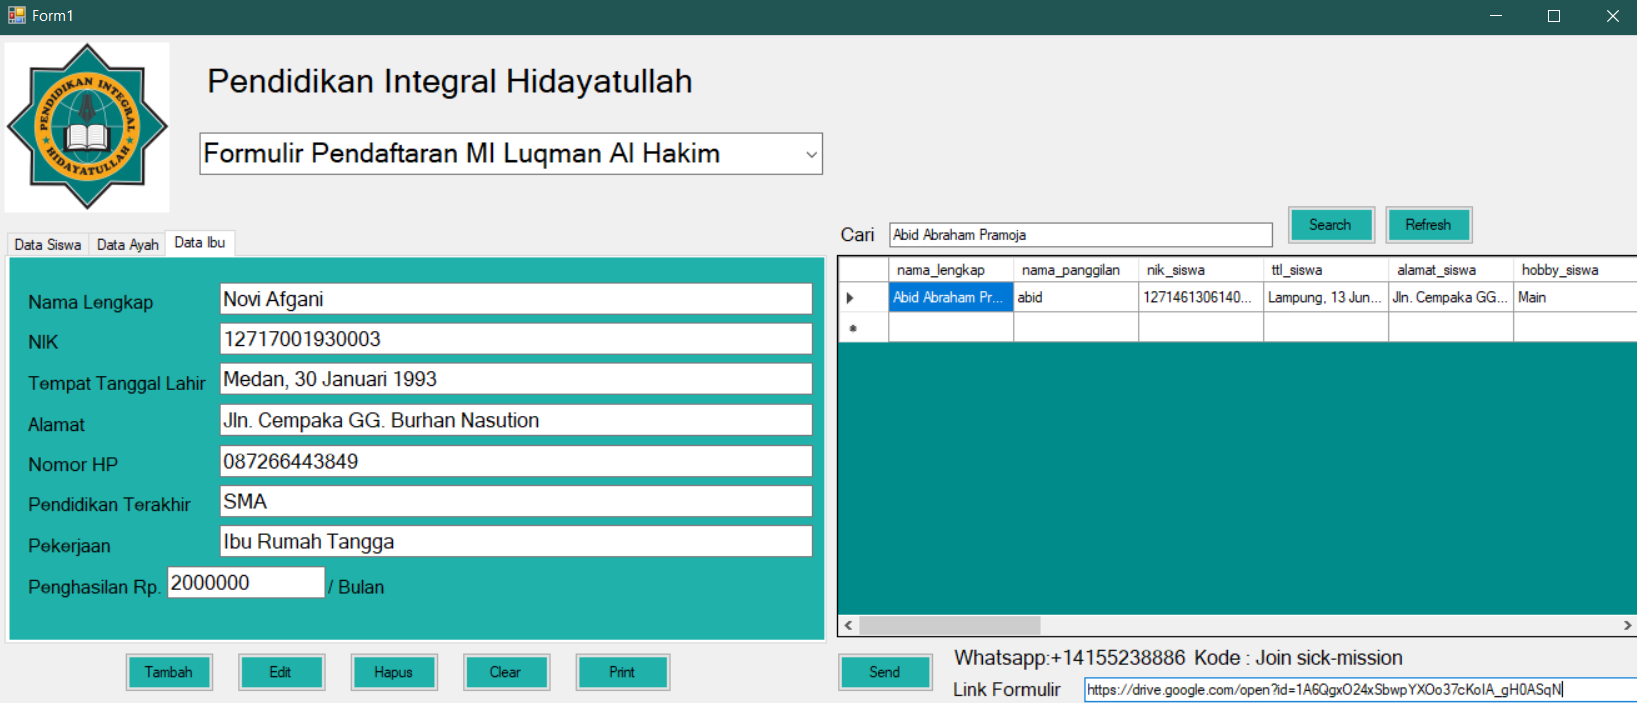 Form1
PENDIDIKAN INTEGRAL
HIDAYATULLAH
Pendidikan Integral Hidayatullah
Formulir Pendaftaran MI Luqman Al Hakim
Data Siswa Data Ayah Data Ibu
Nama Lengkap Novi Afgani
NIK 12717001930003
Tempat Tanggal Lahir Medan, 30 Januari 1993
Alamat Jln. Cempaka GG. Burhan Nasution
Nomor HP 087266443849
Pendidikan Terakhir SMA
Pekerjaan Ibu Rumah Tangga
Penghasilan Rp. 2000000 / Bulan
Tambah Edit Hapus Clear Print
Cari Abid Abraham Pramoja Search Refresh
nama_lengkap nama_panggilan nik_siswa ttl_siswa alamat_siswa hobby_siswa
Abid Abraham Pr... abid 1271461306140... Lampung, 13 Jun... Jln. Cempaka GG... Main
Send Whatsapp:+14155238886 Kode : Join sick-mission
Link Formulir https://drive.google.com/open?id=1A6QgxO24xSbwpYXOo37cKoIA_gH0ASqN